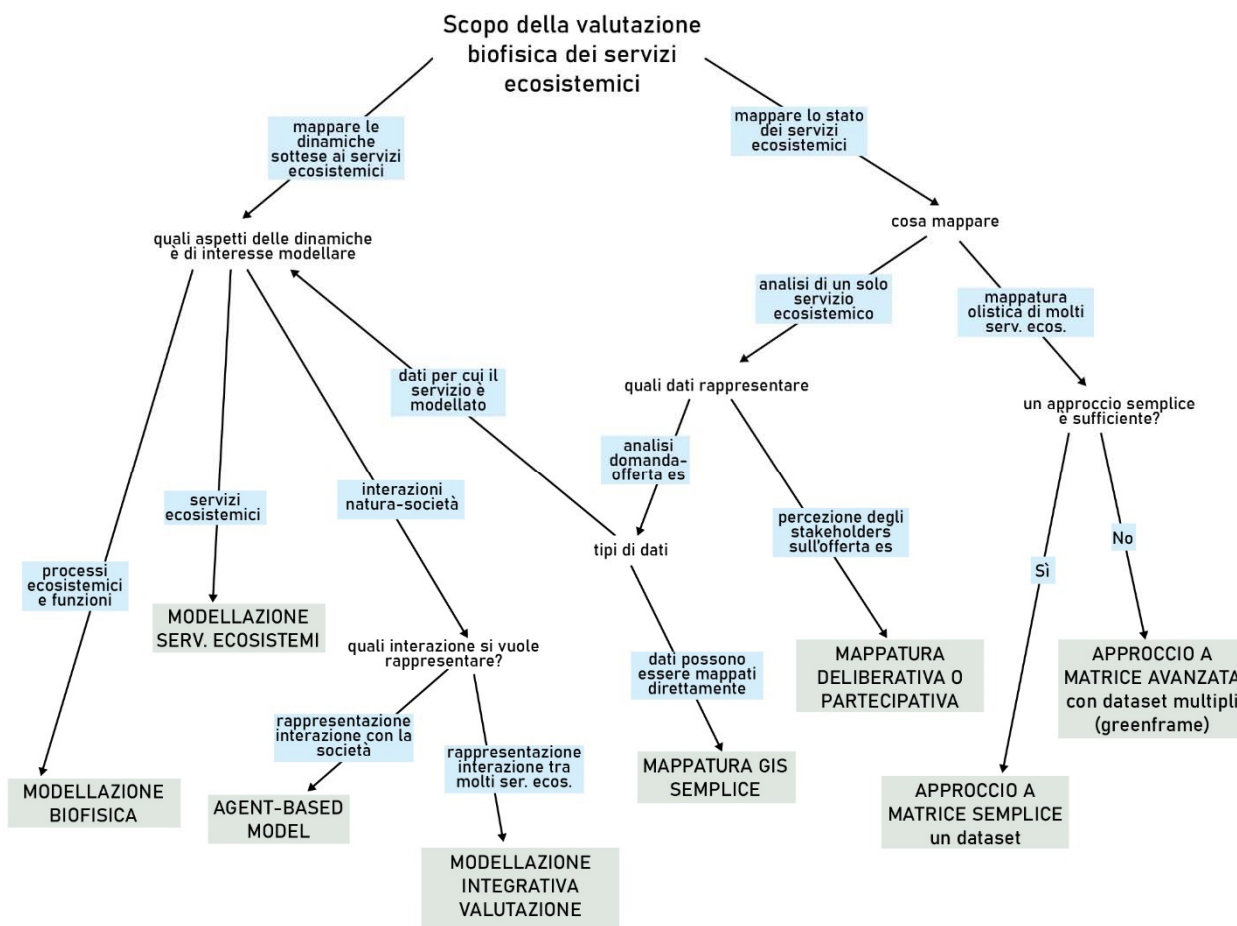 Scopo della valutazione
biofisica dei servizi
ecosistemici
mappare le
dinamiche
sottese ai servizi
ecosistemici
mappare lo stato
dei servizi
ecosistemici
quali aspetti delle dinamiche
è di interesse modellare
cosa mappare
analisi di un solo
servizio
ecosistemico
mappatura
olistica di molti
serv. ecos.
dati per cui il
servizio è
modellato
quali dati rappresentare
un approccio semplice
è sufficiente?
analisi
domanda-
offerta es
servizi
ecosistemici
interazioni
natura-società
percezione degli
stakeholders
sull'offerta es
tipi di dati
No
Sì
processi
ecosistemici
e funzioni
MODELLAZIONE
SERV. ECOSISTEMI
quali interazione si vuole
rappresentare?
dati possono
essere mappati
direttamente
MAPPATURA
DELIBERATIVA O
PARTECIPATIVA
APPROCCIO A
MATRICE AVANZATA
con dataset multipli
(greenframe)
rappresentazione
interazione con la
società
rappresentazione
interazione tra
molti ser. ecos.
MODELLAZIONE
BIOFISICA
AGENT-BASED
MODEL
MAPPATURA GIS
SEMPLICE
APPROCCIO A
MATRICE SEMPLICE
un dataset
MODELLAZIONE
INTEGRATIVA
VALUTAZIONE